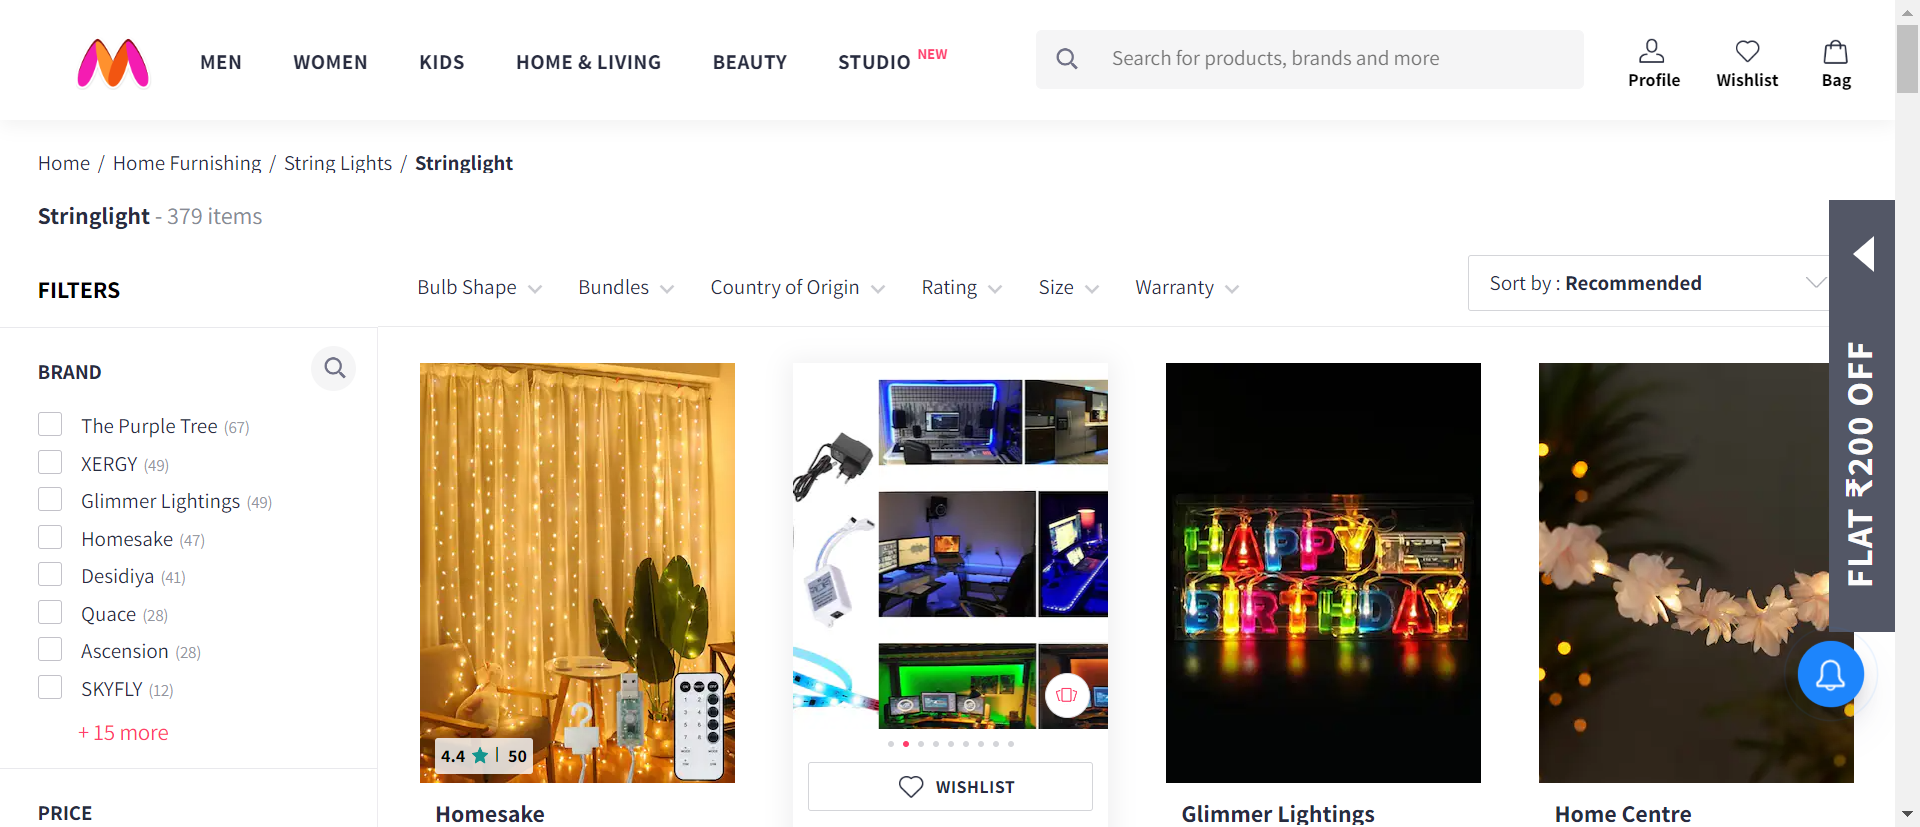 MEN WOMEN KIDS HOME & LIVING BEAUTY STUDIO NEW
Search for products, brands and more
Profile Wishlist Bag
Home / Home Furnishing / String Lights / Stringlight
Stringlight - 379 items
FILTERS
Bulb Shape Bundles Country of Origin Rating Size Warranty
Sort by : Recommended
FLAT ₹200 OFF
BRAND
The Purple Tree (67)
XERGY (49)
Glimmer Lightings (49)
Homesake (47)
Desidiya (41)
Quace (28)
Ascension (28)
SKYFLY (12)
+ 15 more
PRICE
4.4 | 50
Homesake
WISHLIST
HAPPY
BIRTHDAY
Glimmer Lightings
Home Centre